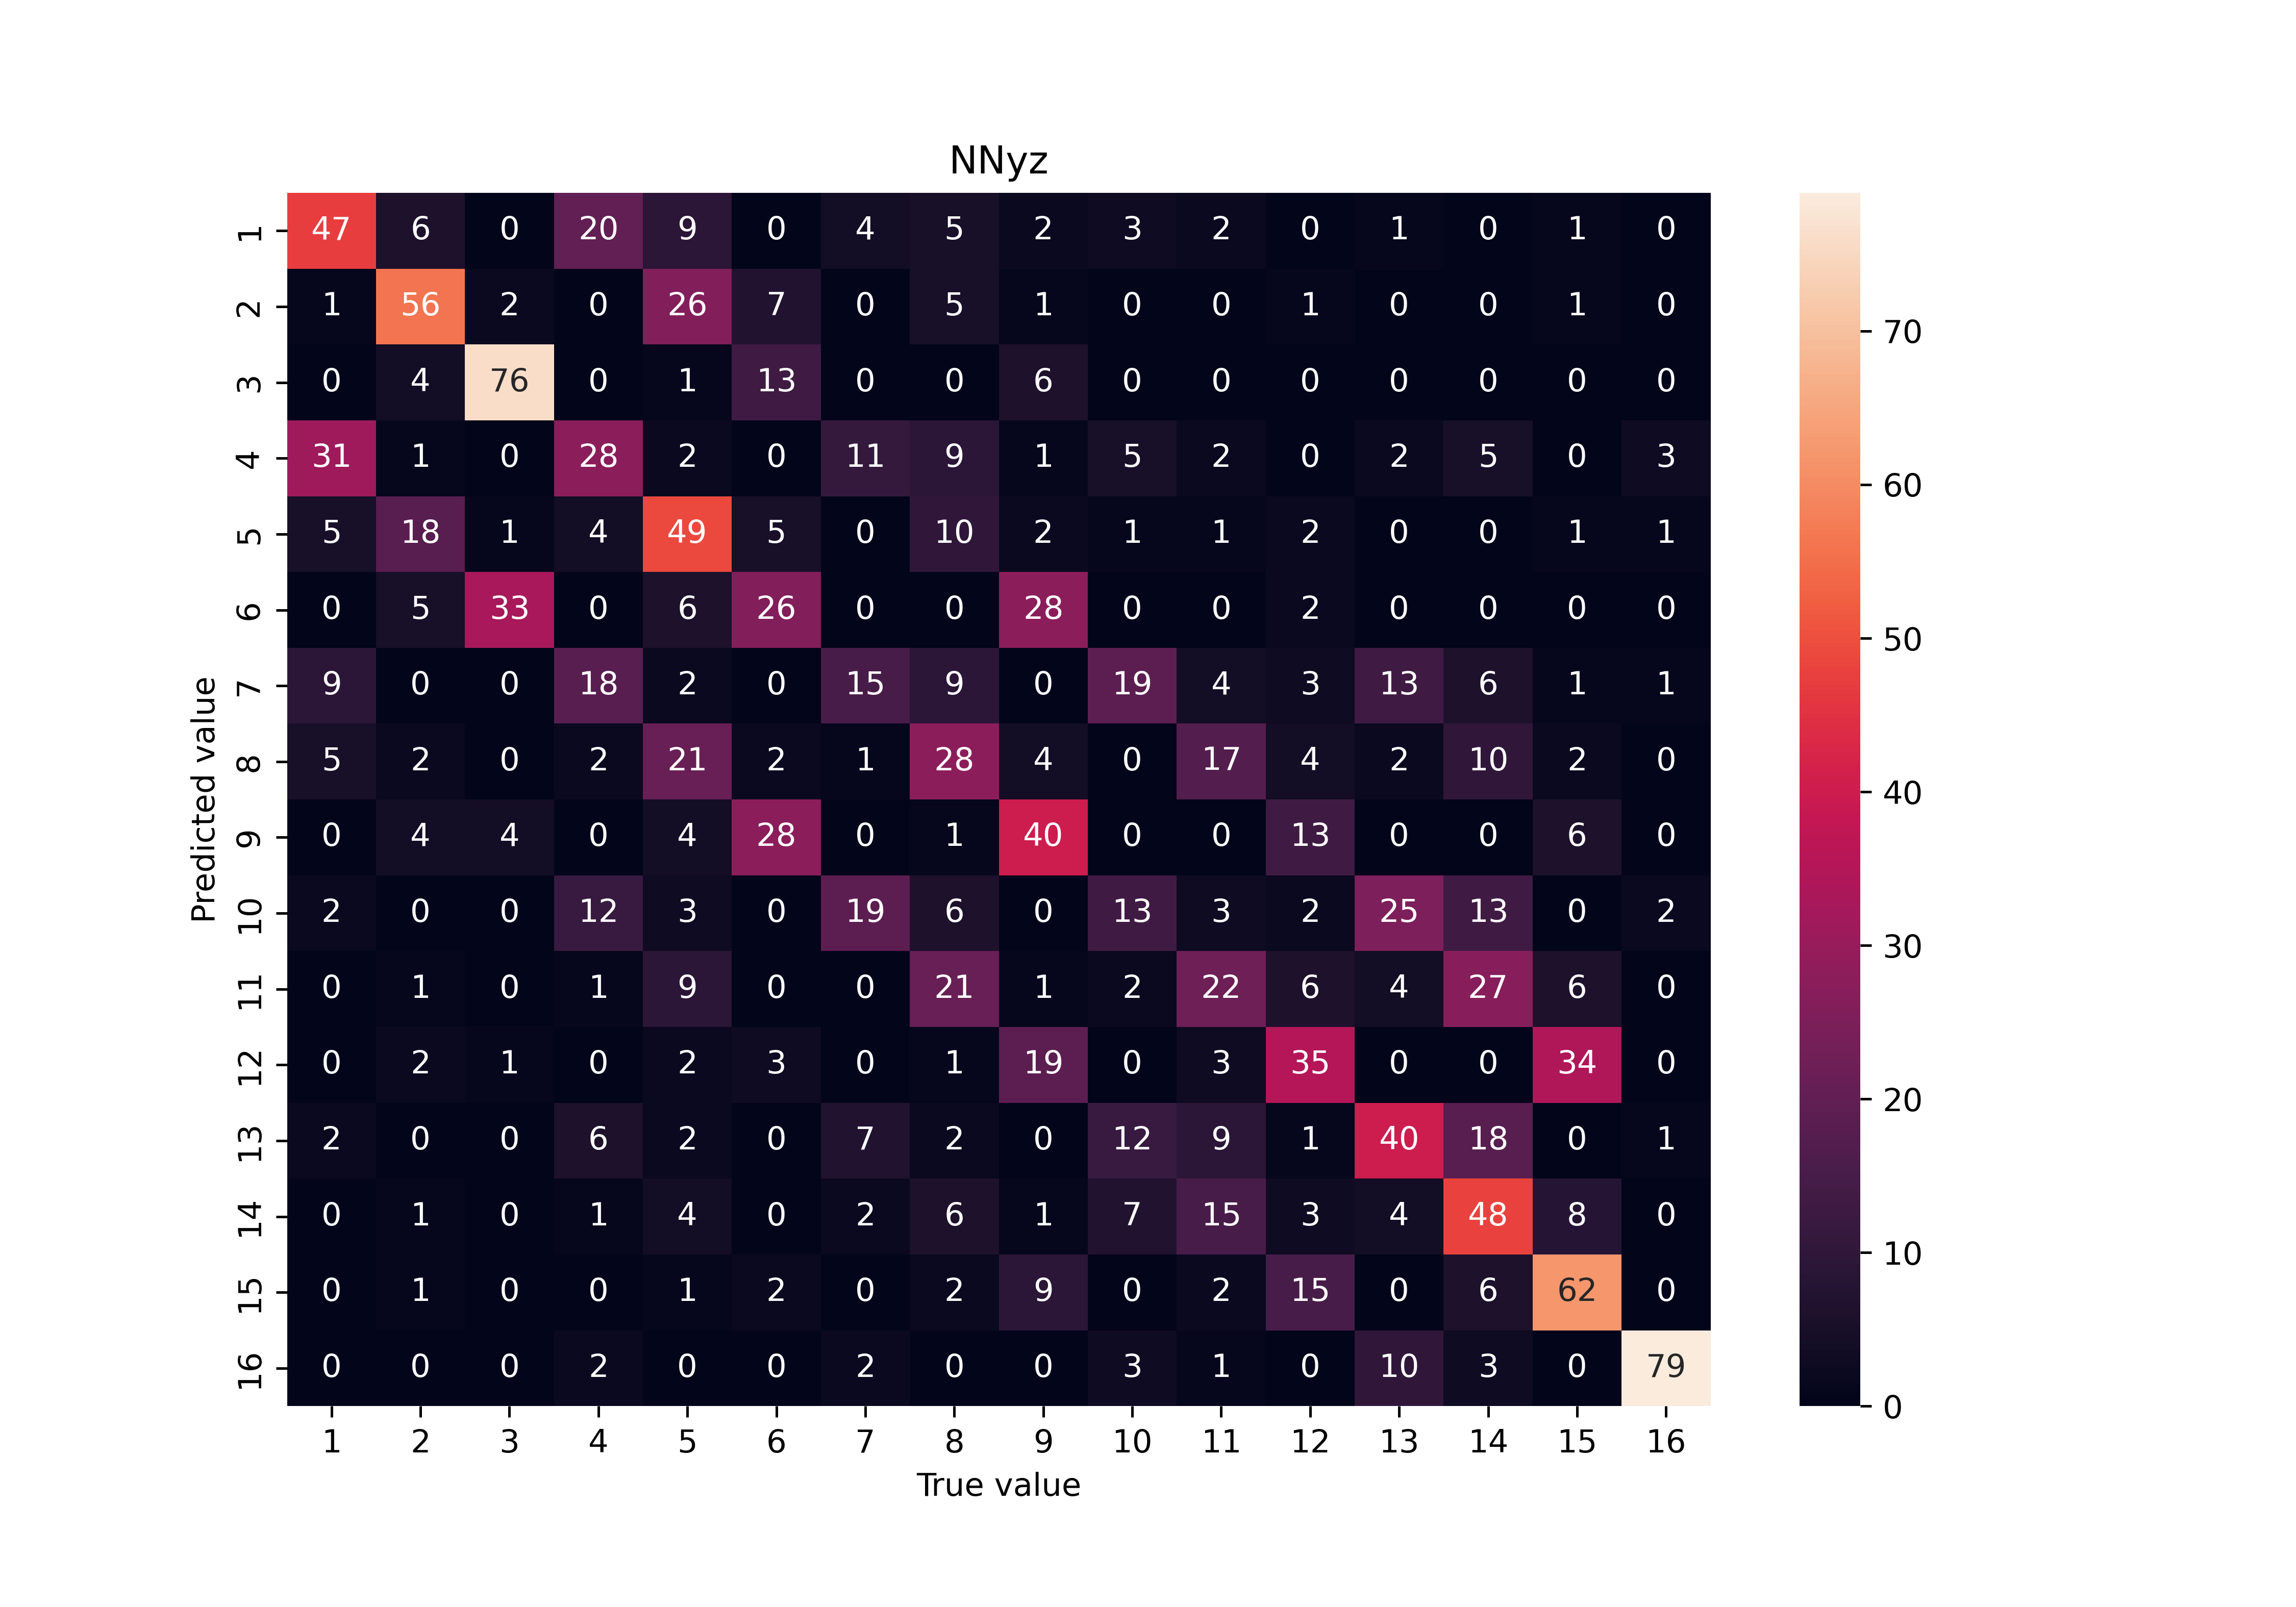 NNyz
1 47 6 0 20 9 0 4 5 2 3 2 0 1 0 1 0
2 1 56 2 0 26 7 0 5 1 0 0 1 0 0 1 0
3 0 4 76 0 1 13 0 0 6 0 0 0 0 0 0 0
4 31 1 0 28 2 0 11 9 1 5 2 0 2 5 0 3
5 5 18 1 4 49 5 0 10 2 1 1 2 0 0 1 1
6 0 5 33 0 6 26 0 0 28 0 0 2 0 0 0 0
7 9 0 0 18 2 0 15 9 0 19 4 3 13 6 1 1
8 5 2 0 2 21 2 1 28 4 0 17 4 2 10 2 0
9 0 4 4 0 4 28 0 1 40 0 0 13 0 0 6 0
10 2 0 0 12 3 0 19 6 0 13 3 2 25 13 0 2
11 0 1 0 1 9 0 0 21 1 2 22 6 4 27 6 0
12 0 2 1 0 2 3 0 1 19 0 3 35 0 0 34 0
13 2 0 0 6 2 0 7 2 0 12 9 1 40 18 0 1
14 0 1 0 1 4 0 2 6 1 7 15 3 4 48 8 0
15 0 1 0 0 1 2 0 2 9 0 2 15 0 6 62 0
16 0 0 0 2 0 0 2 0 0 3 1 0 10 3 0 79
1 2 3 4 5 6 7 8 9 10 11 12 13 14 15 16
True value
Predicted value
70
60
50
40
30
20
10
0